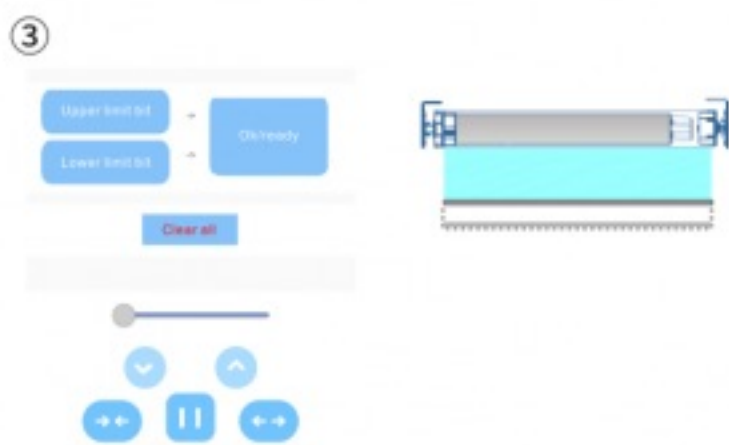 ③
Upper limit bit
Ok/ready
Lower limit bit
Clear all